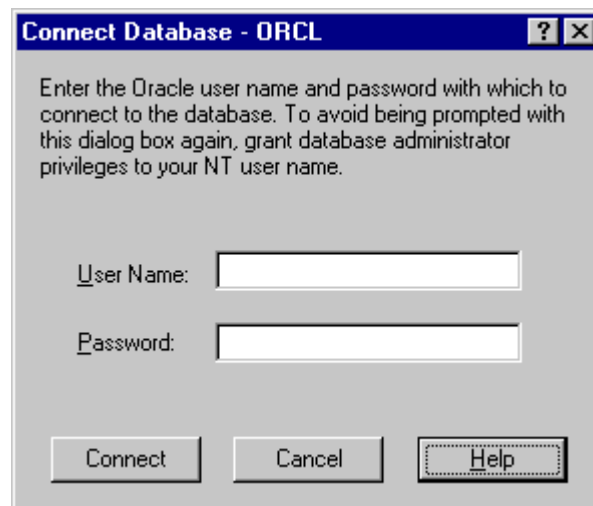 Connect Database - ORCL
Enter the Oracle user name and password with which to
connect to the database. To avoid being prompted with
this dialog box again, grant database administrator
privileges to your NT user name.
User Name:
Password:
Connect Cancel Help